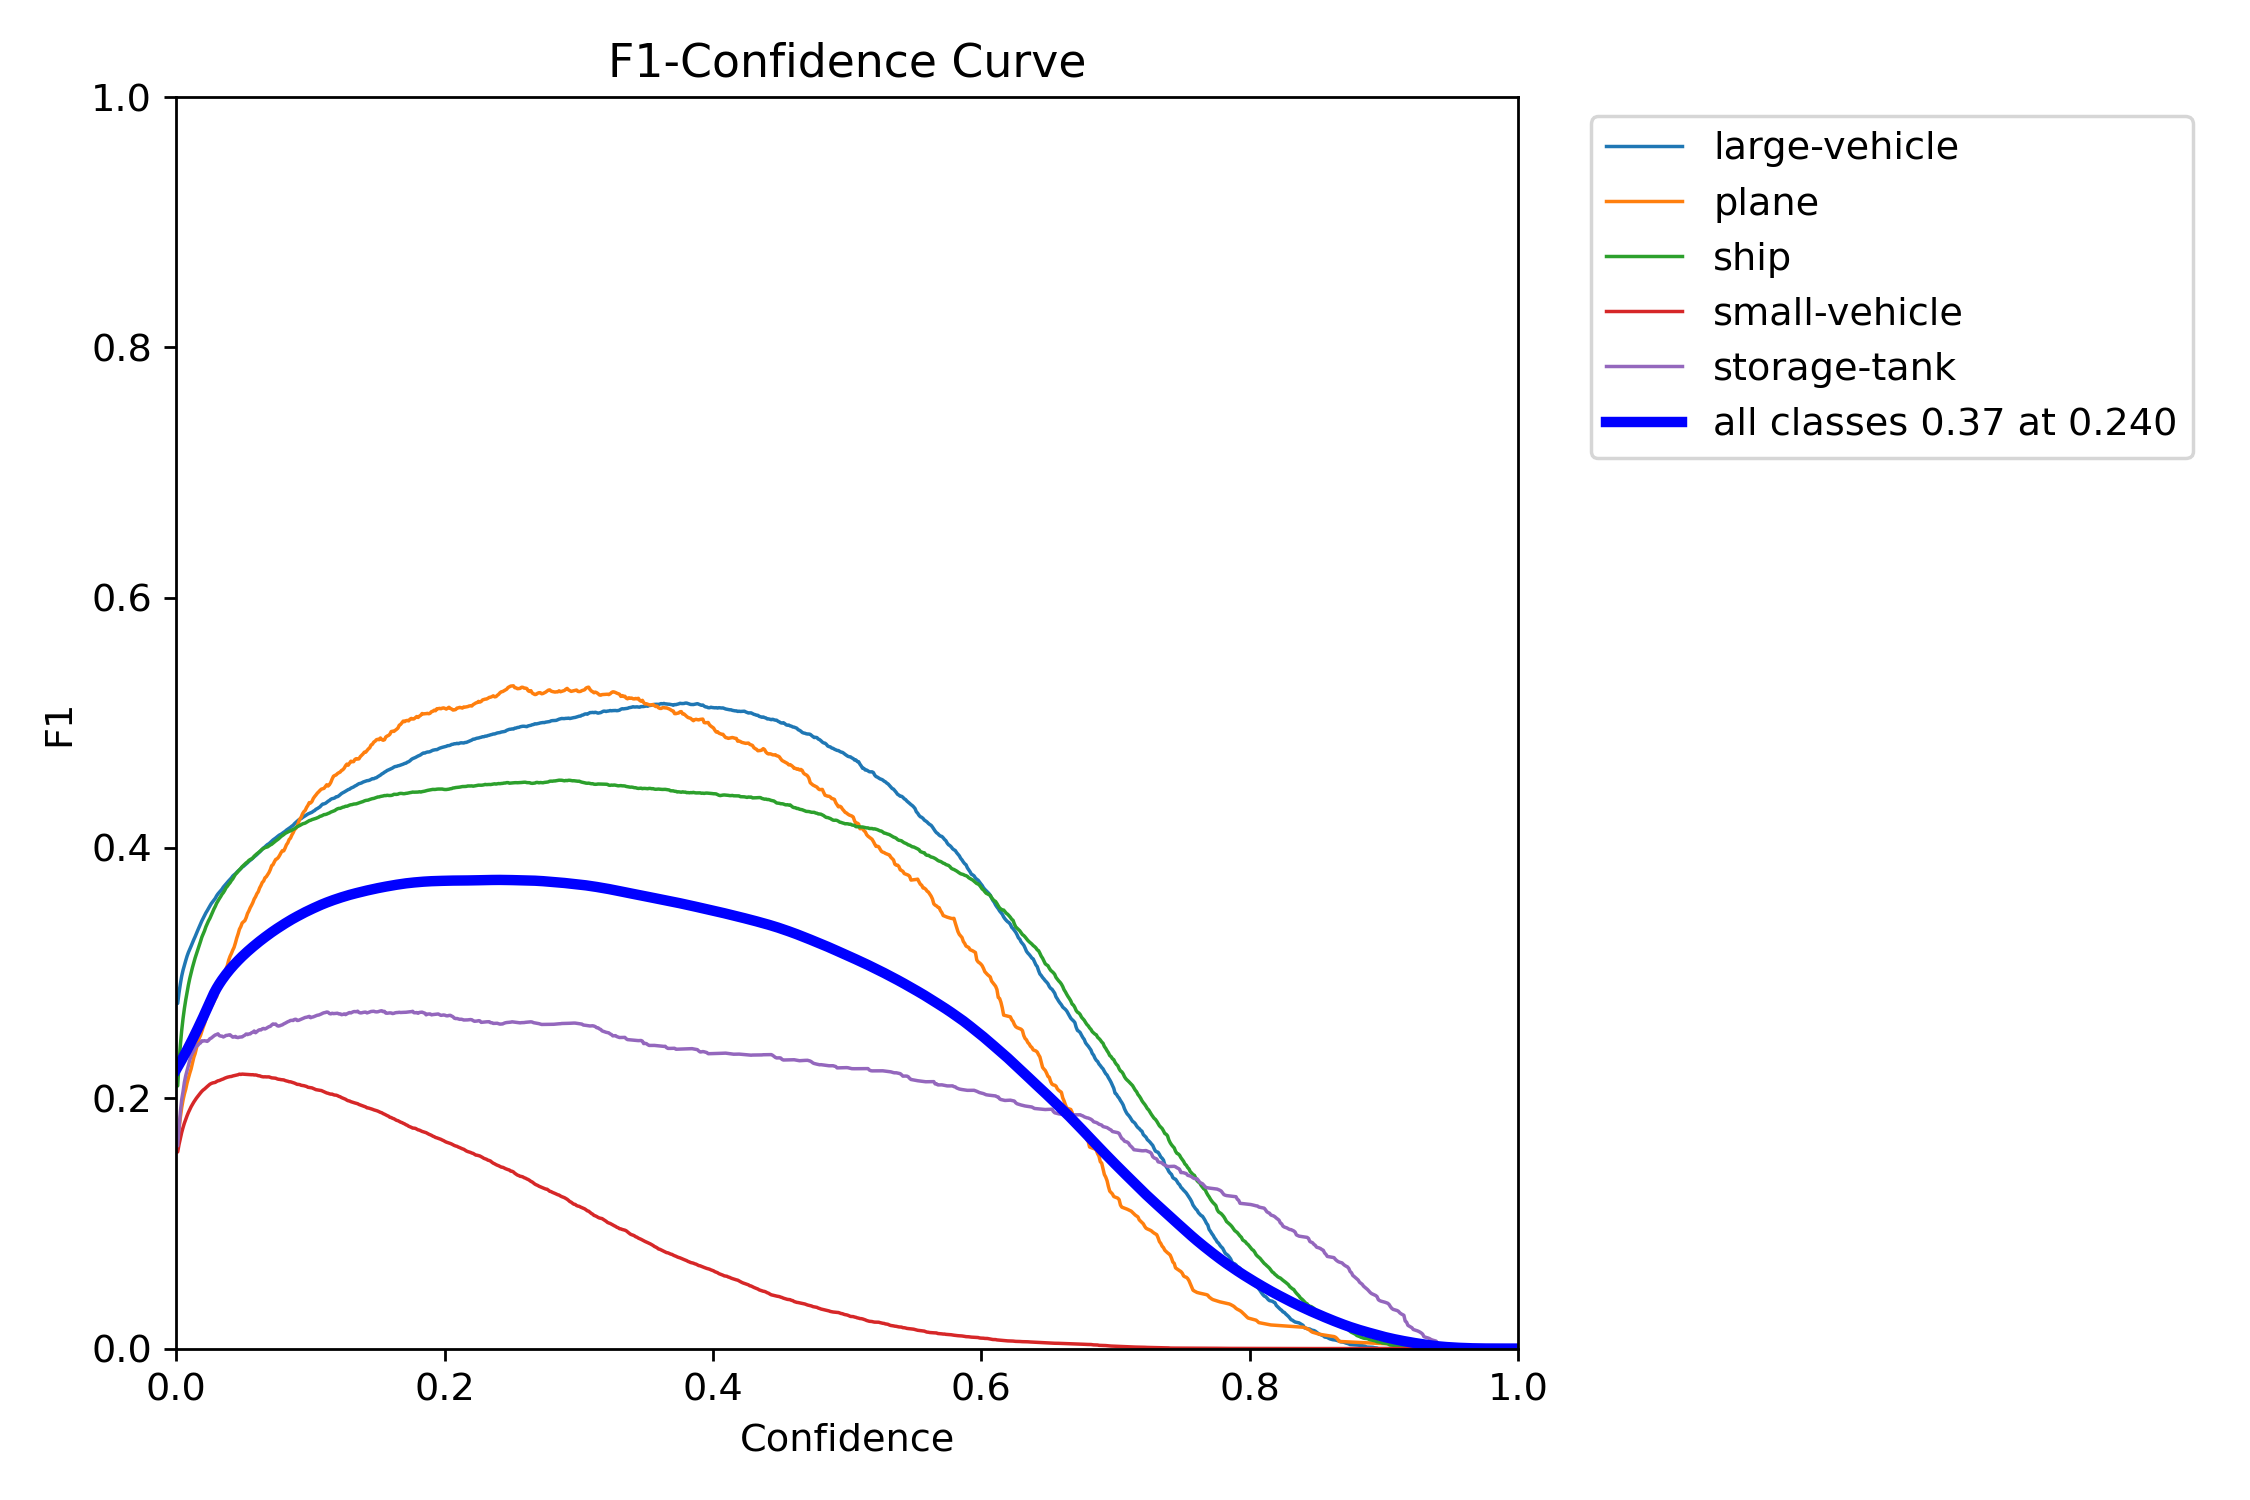 F1-Confidence Curve
1.0
0.8
0.6
0.4
0.2
0.0
F1
0.0 0.2 0.4 0.6 0.8 1.0
Confidence
large-vehicle
plane
ship
small-vehicle
storage-tank
all classes 0.37 at 0.240